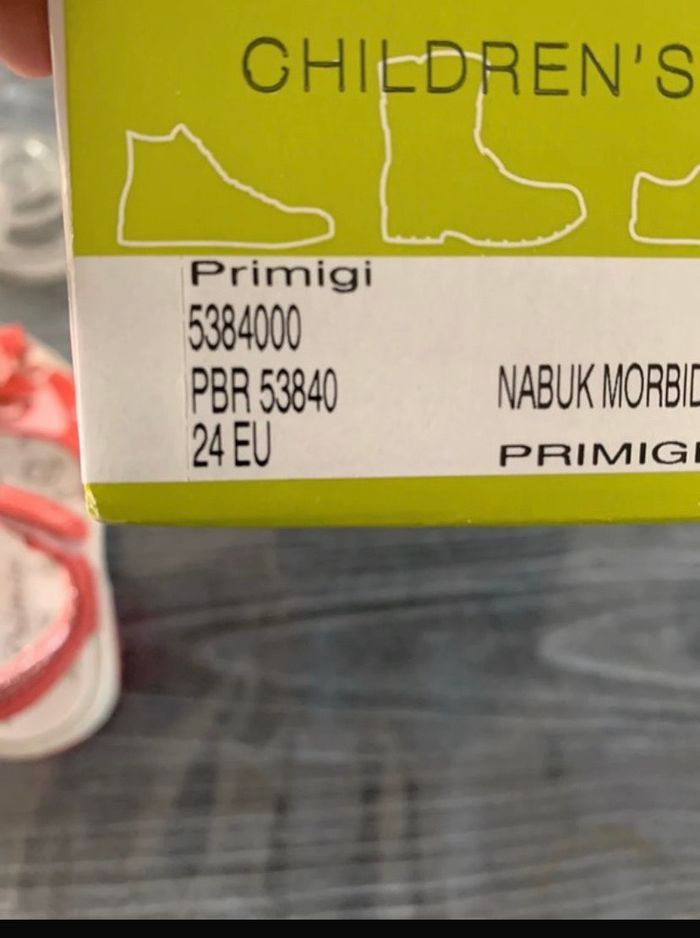 CHILDREN'S
Primigi
5384000
PBR 53840 NABUK MORBID
24 EU PRIMIGI